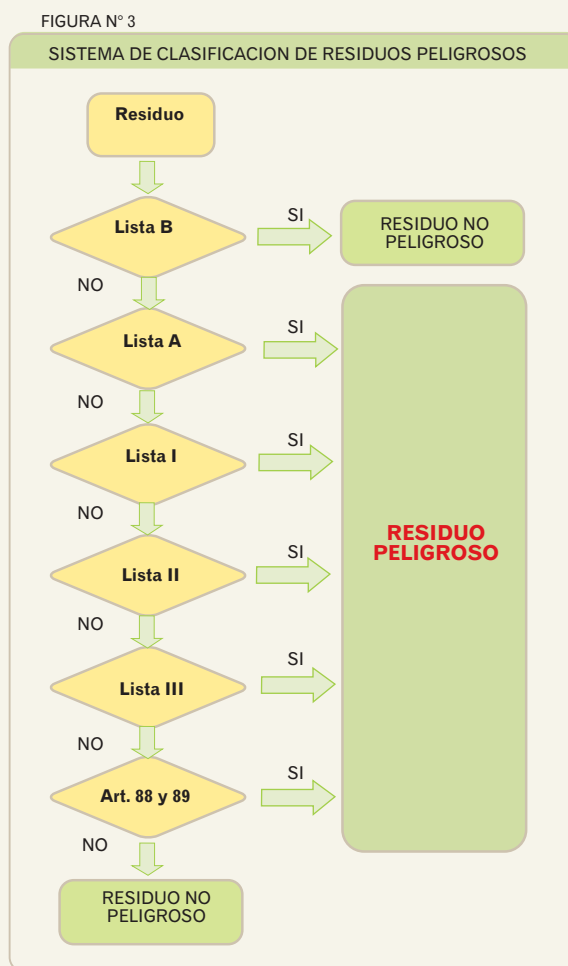 FIGURA N° 3
SISTEMA DE CLASIFICACION DE RESIDUOS PELIGROSOS
Residuo
Lista B
SI
RESIDUO NO
PELIGROSO
NO
Lista A
SI
NO
Lista I
SI
NO
Lista II
SI
RESIDUO
PELIGROSO
NO
Lista III
SI
NO
Art. 88 y 89
SI
NO
RESIDUO NO
PELIGROSO